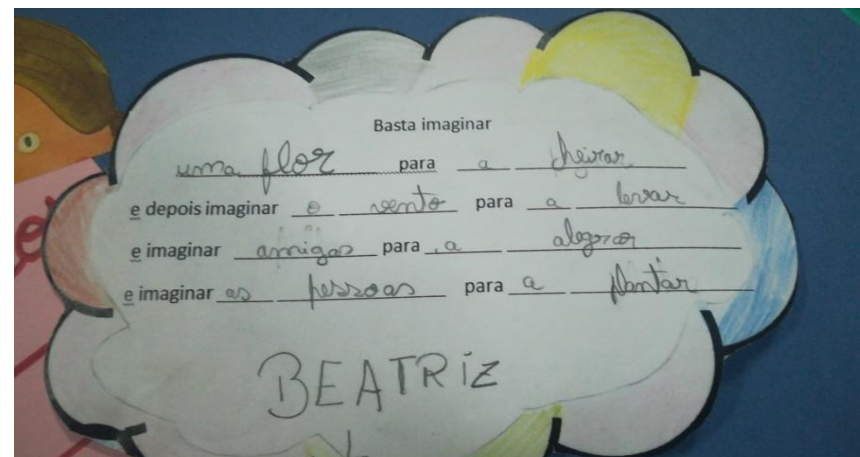 Basta imaginar
uma flor para a cheirar
e depois imaginar o vento para a levar
e imaginar amigas para a alegrar
e imaginar as pessoas para a plantar
BEATRIZ